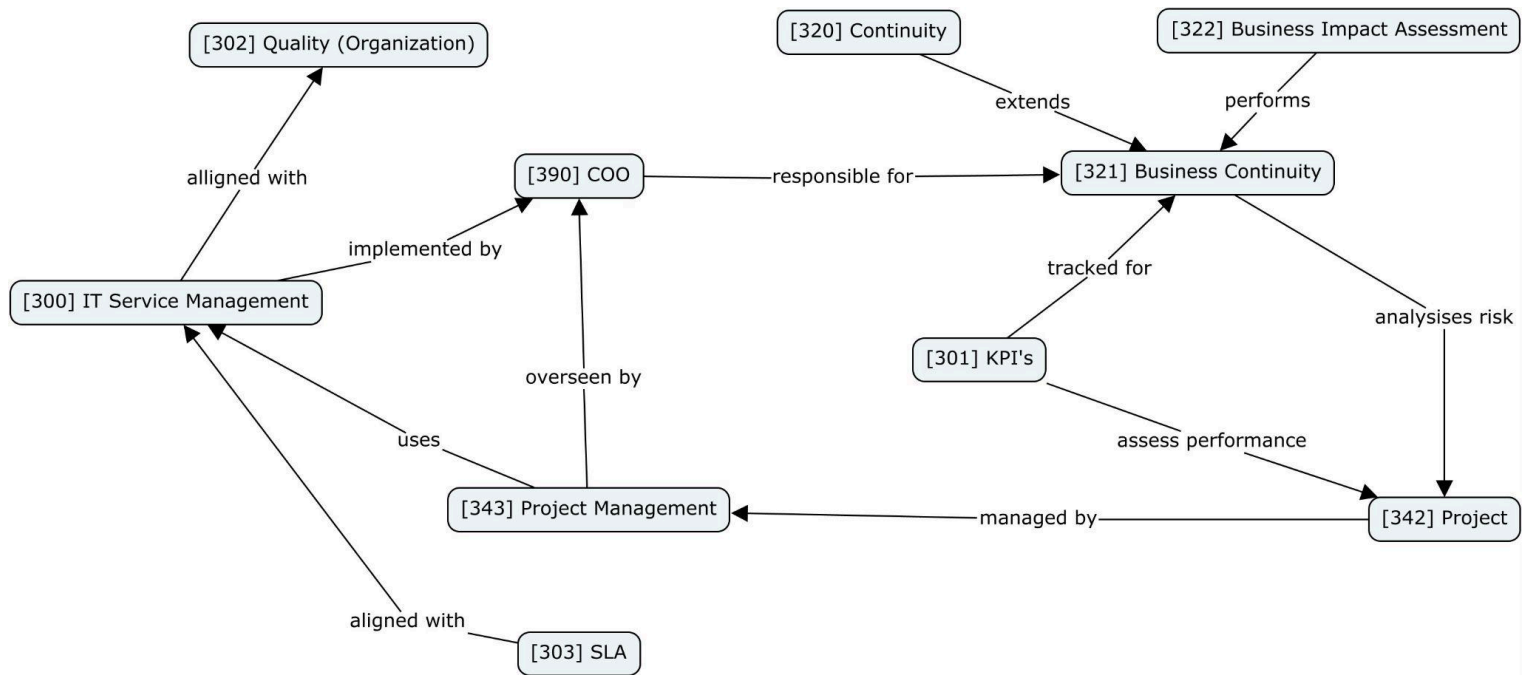 [302] Quality (Organization)
[320] Continuity
[322] Business Impact Assessment
extends
performs
alligned with
[390] COO
responsible for
[321] Business Continuity
implemented by
tracked for
[300] IT Service Management
analysises risk
[301] KPI's
overseen by
uses
assess performance
[343] Project Management
managed by
[342] Project
aligned with
[303] SLA